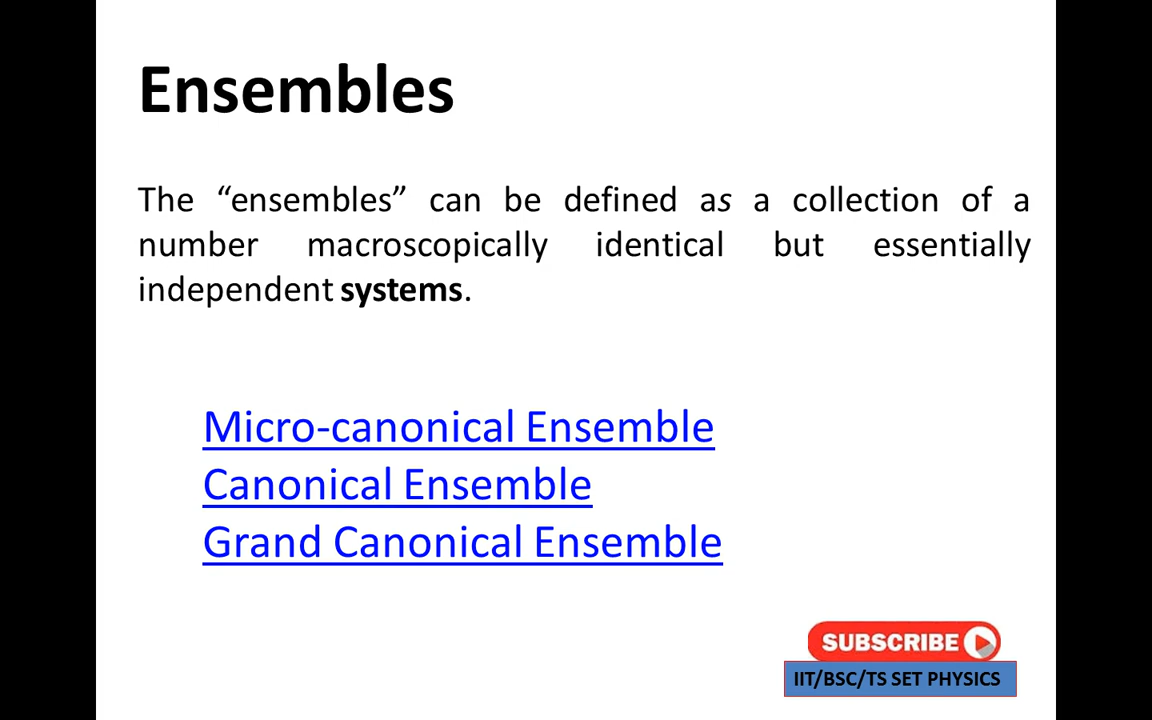 Ensembles
The “ensembles” can be defined as a collection of a
number macroscopically identical but essentially
independent systems.
Micro-canonical Ensemble
Canonical Ensemble
Grand Canonical Ensemble
SUBSCRIBE
IIT/BSC/TS SET PHYSICS